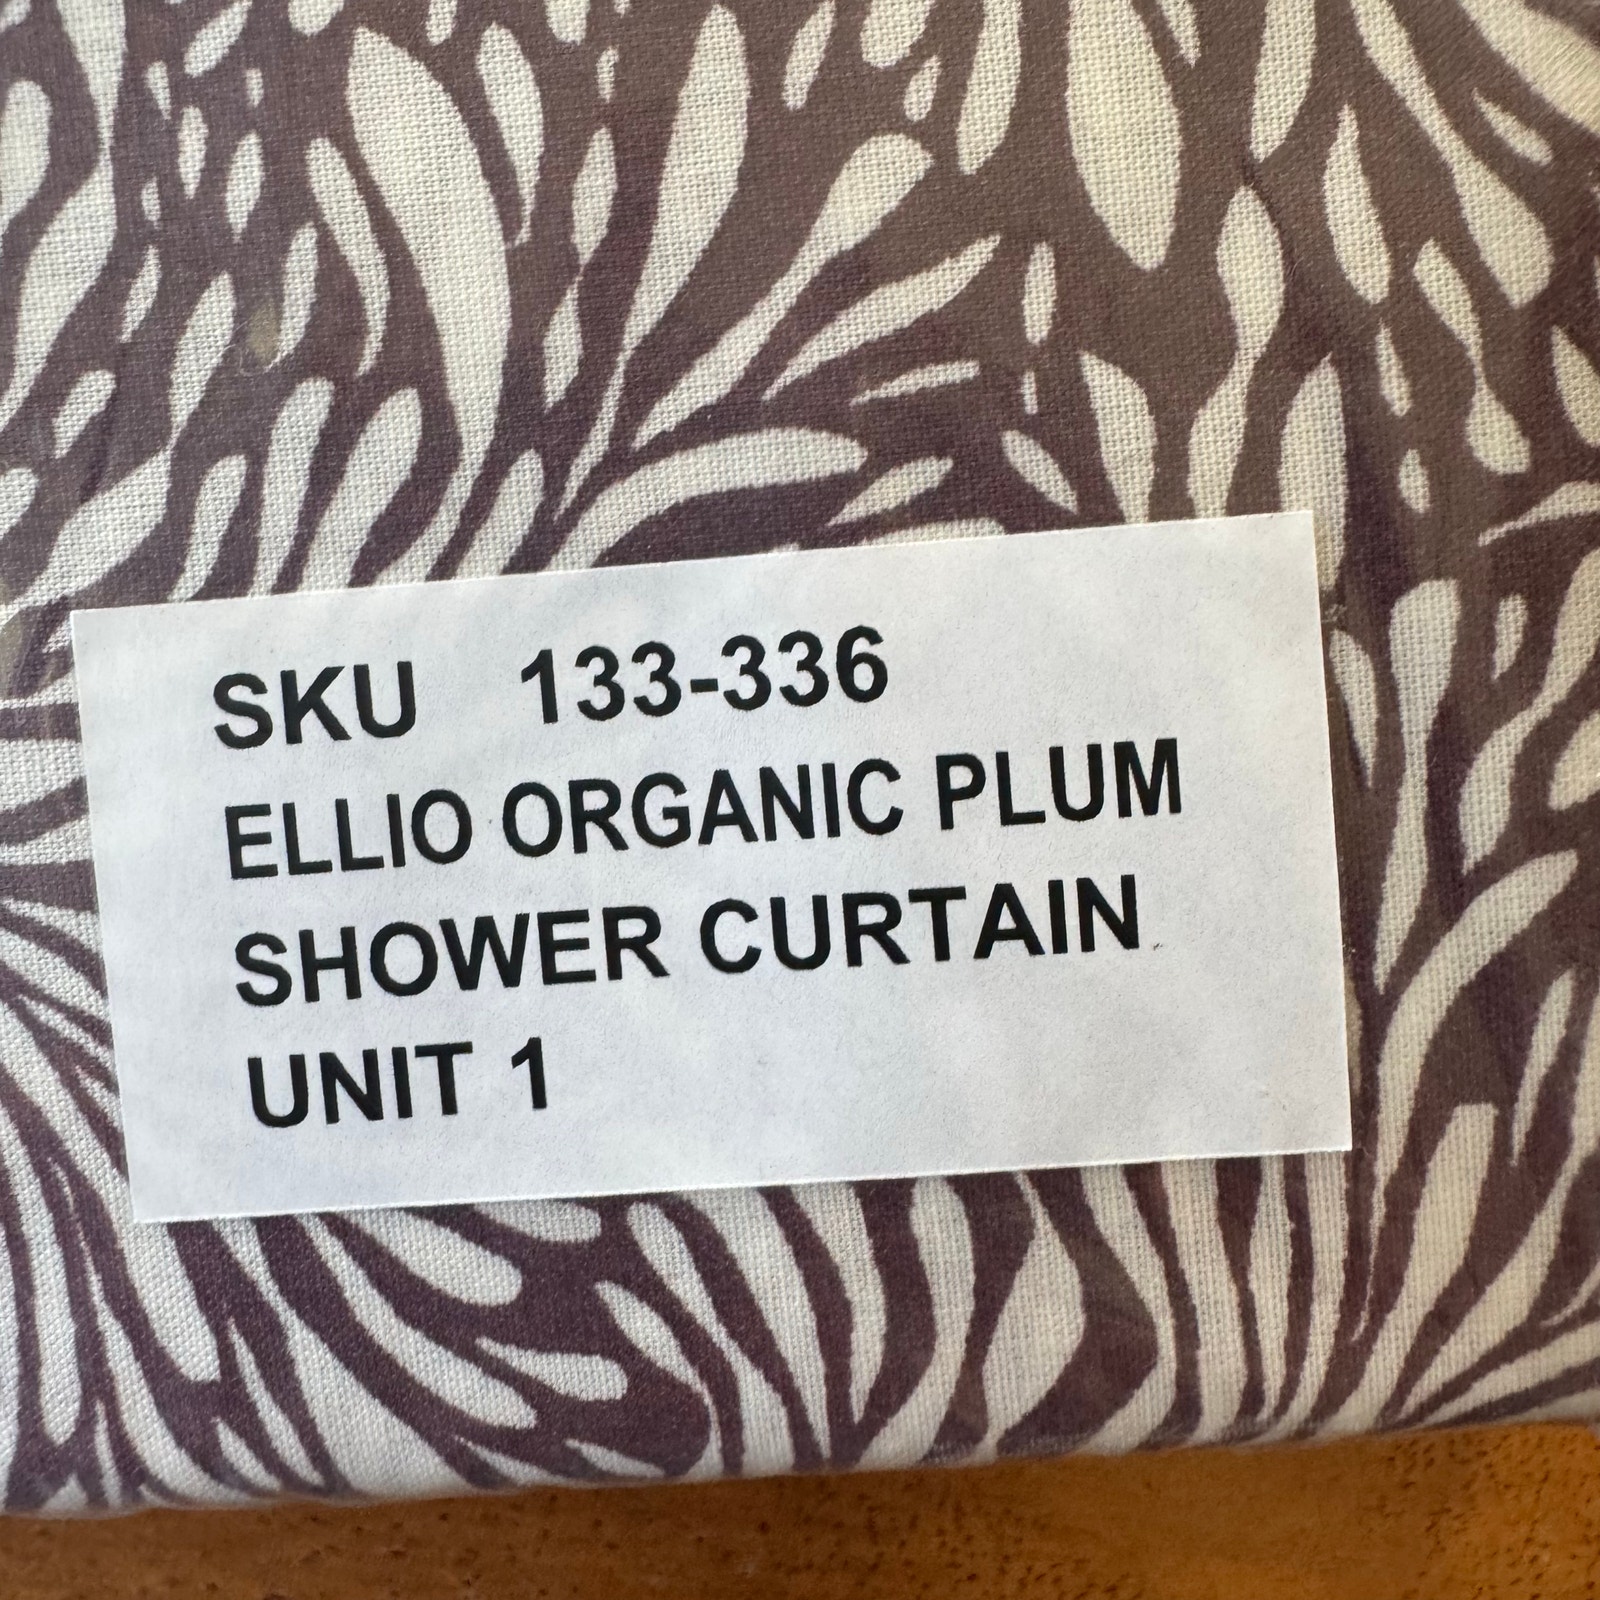 SKU 133-336
ELLIO ORGANIC PLUM
SHOWER CURTAIN
UNIT 1